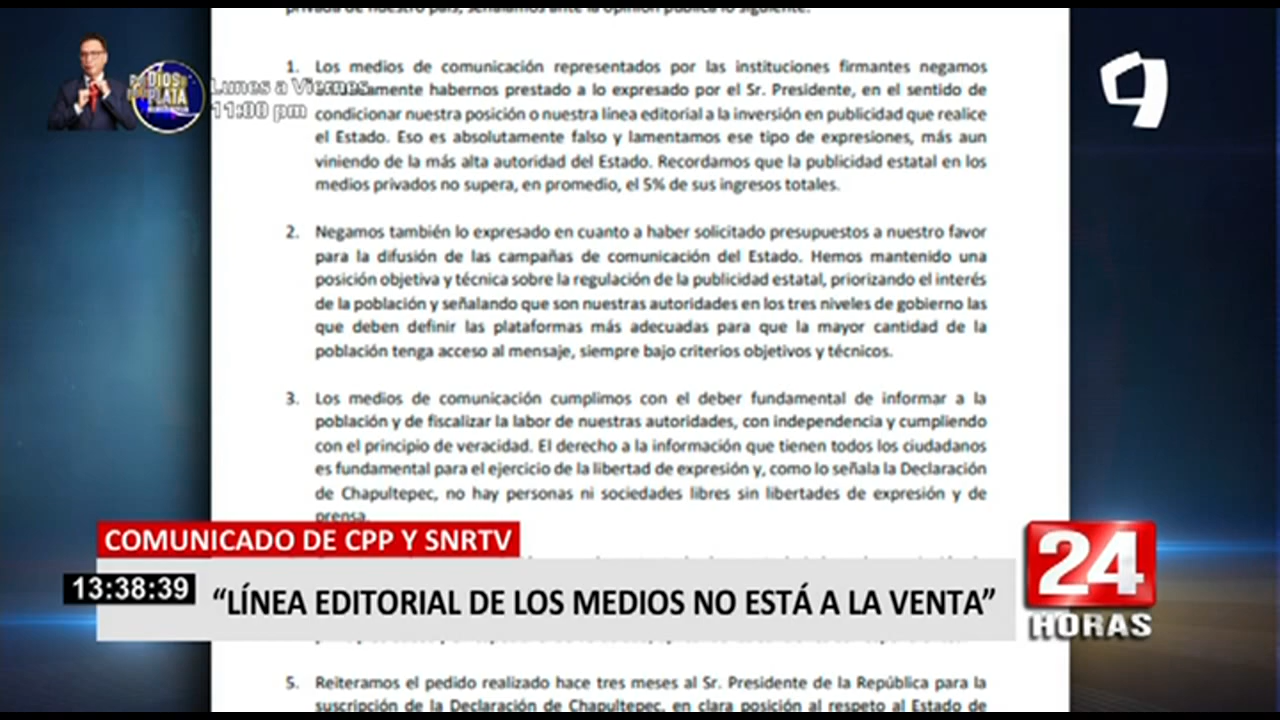 privada de nuestro país, señalamos ante la opinión pública lo siguiente:
Lunes a Viernes
11:00 pm
1. Los medios de comunicación representados por las instituciones firmantes negamos
habernos prestado a lo expresado por el Sr. Presidente, en el sentido de
condicionar nuestra posición o nuestra línea editorial a la inversión en publicidad que realice
el Estado. Eso es absolutamente falso y lamentamos ese tipo de expresiones, más aun
viniendo de la más alta autoridad del Estado. Recordamos que la publicidad estatal en los
medios privados no supera, en promedio, el 5% de sus ingresos totales.
2. Negamos también lo expresado en cuanto a haber solicitado presupuestos a nuestro favor
para la difusión de las campañas de comunicación del Estado. Hemos mantenido una
posición objetiva y técnica sobre la regulación de la publicidad estatal, priorizando el interés
de la población y señalando que son nuestras autoridades en los tres niveles de gobierno las
que deben definir las plataformas más adecuadas para que la mayor cantidad de la
población tenga acceso al mensaje, siempre bajo criterios objetivos y técnicos.
3. Los medios de comunicación cumplimos con el deber fundamental de informar a la
población y de fiscalizar la labor de nuestras autoridades, con independencia y cumpliendo
con el principio de veracidad. El derecho a la información que tienen todos los ciudadanos
es fundamental para el ejercicio de la libertad de expresión y, como lo señala la Declaración
de Chapultepec, no hay personas ni sociedades libres sin libertades de expresión y de
prensa.
COMUNICADO DE CPP Y SNRTV
13:38:39
“LÍNEA EDITORIAL DE LOS MEDIOS NO ESTÁ A LA VENTA”
24
HORAS
5. Reiteramos el pedido realizado hace tres meses al Sr. Presidente de la República para la
suscripción de la Declaración de Chapultepec, en clara posición al respeto al Estado de